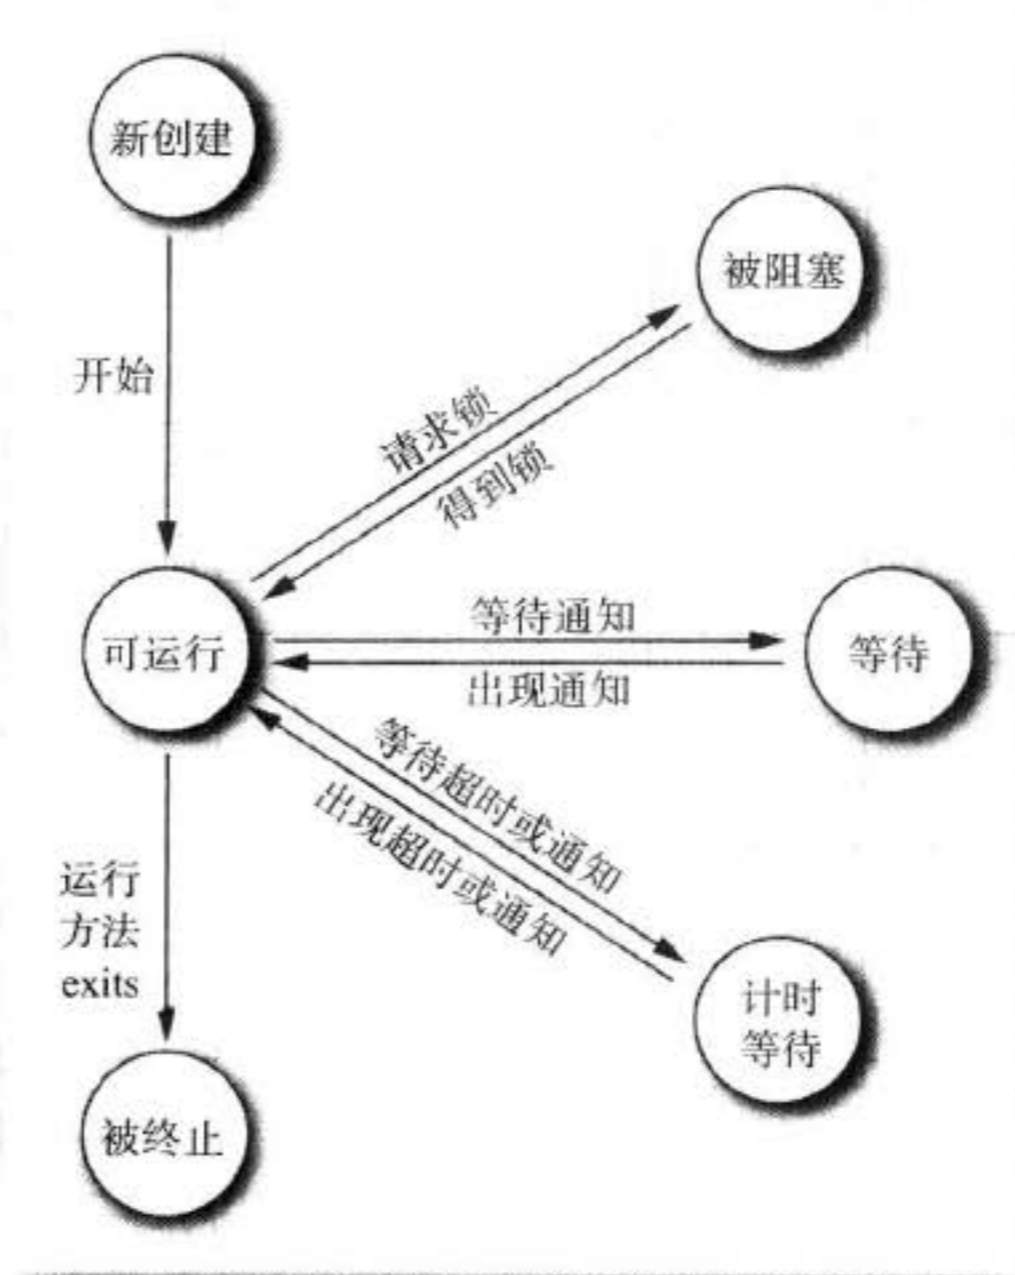 新创建
被阻塞
开始
请求锁
得到锁
可运行
等待通知
出现通知
等待
等待超时或通知
出现超时或通知
运行
方法
exits
计时
等待
被终止